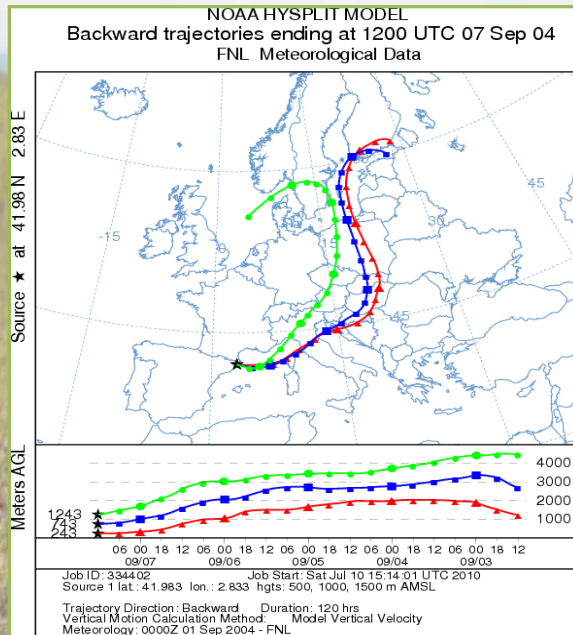 NOAA HYSPLIT MODEL
Backward trajectories ending at 1200 UTC 07 Sep 04
FNL Meteorological Data
Source ★ at 41.98 N 2.83 E
-15
15
30
45
45
Meters AGL
1243
743
243
4000
3000
2000
1000
06 00 18 12 06 00 18 12 06 00 18 12 06 00 18 12 06 00 18 12
09/07 09/06 09/05 09/04 09/03
Job ID: 334402 Job Start: Sat Jul 10 15:14:01 UTC 2010
Source 1 lat.: 41.983 lon.: 2.833 hgts: 500, 1000, 1500 m AMSL
Trajectory Direction: Backward Duration: 120 hrs
Vertical Motion Calculation Method: Model Vertical Velocity
Meteorology: 0000Z 01 Sep 2004 - FNL